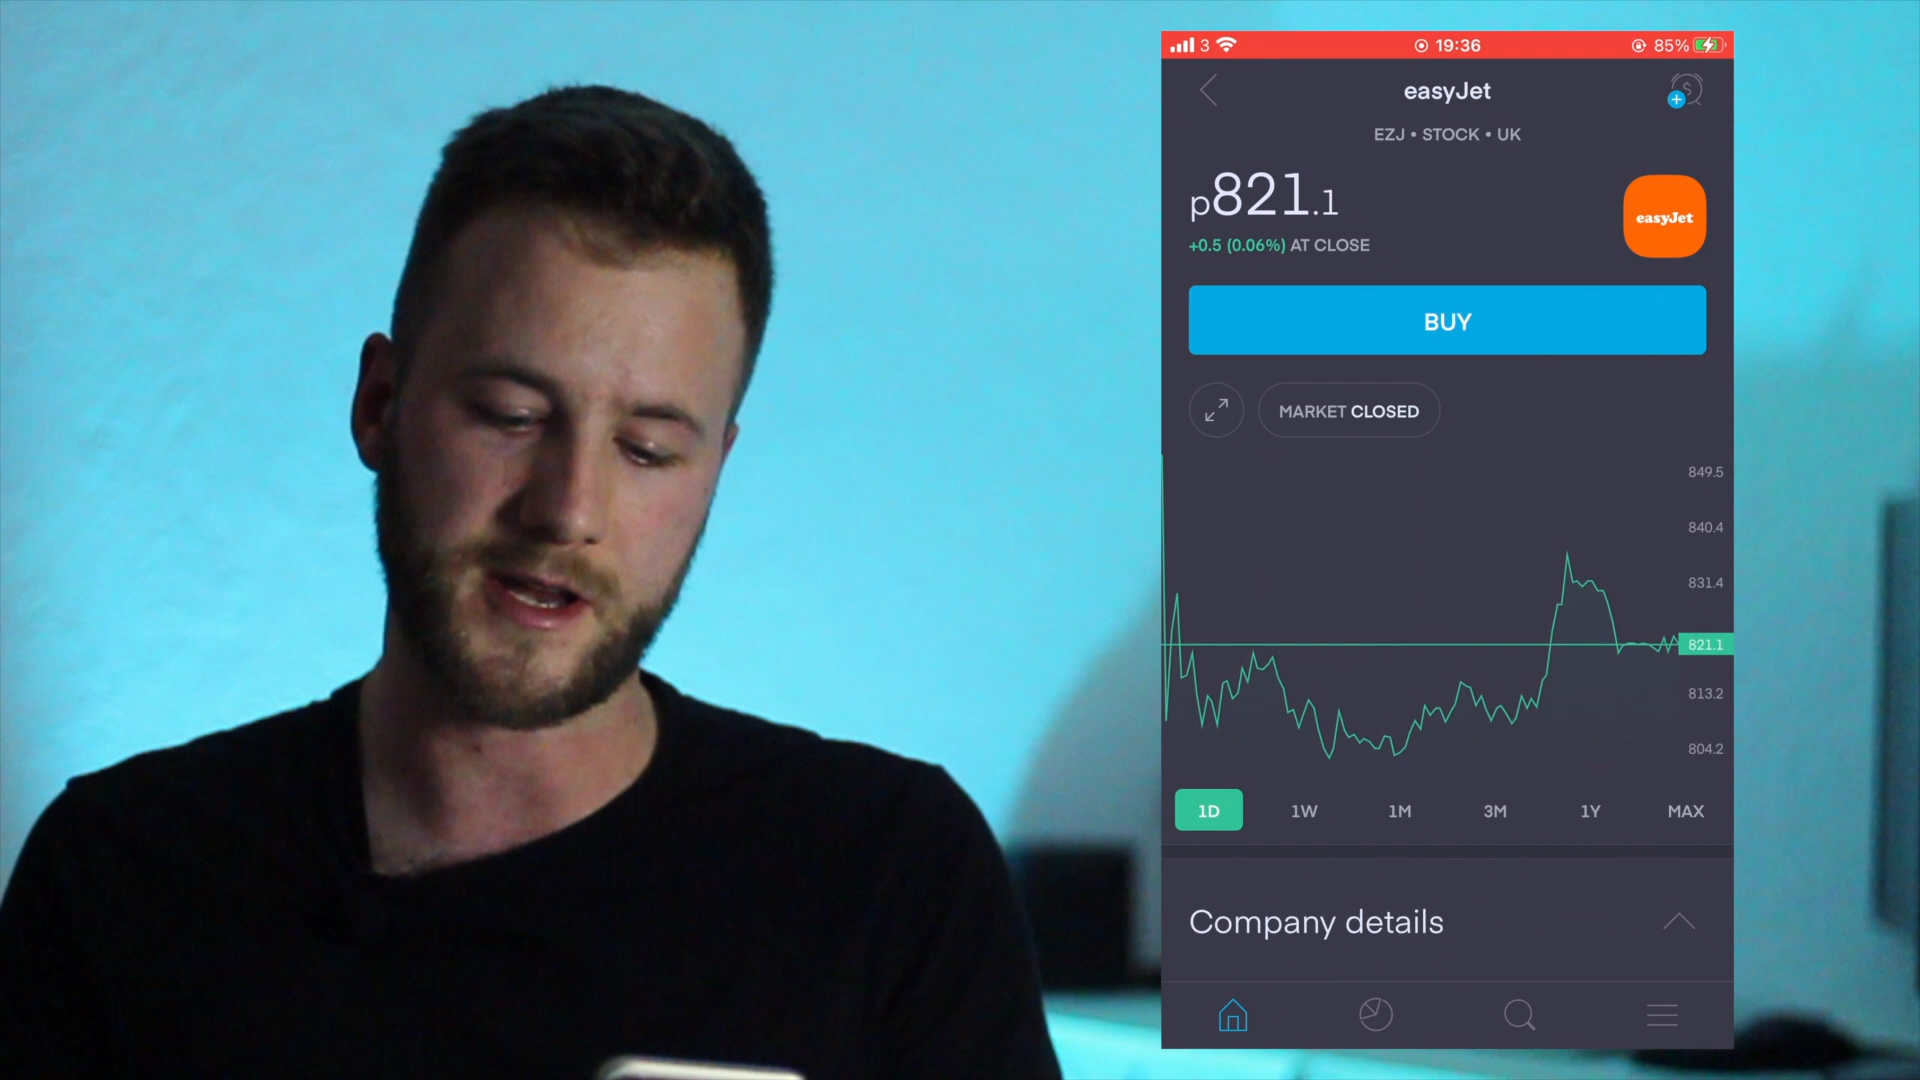 3 19:36 85%
easyJet
EZJ • STOCK • UK
p821.1
easyJet
+0.5 (0.06%) AT CLOSE
BUY
MARKET CLOSED
849.5
840.4
831.4
821.1
813.2
804.2
1D 1W 1M 3M 1Y MAX
Company details